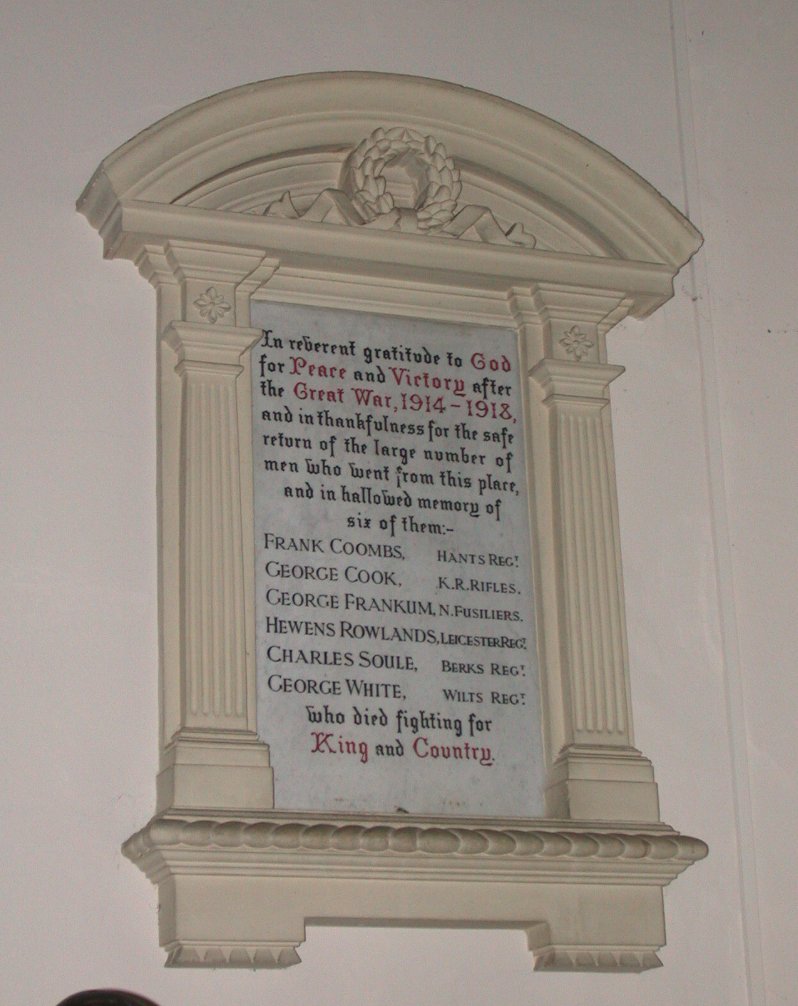 In reverent gratitude to God
for Peace and Victory after
the Great War, 1914-1918,
and in thankfulness for the safe
return of the large number of
men who went from this place,
and in hallowed memory of
six of them:-
FRANK COOMBS, HANTS REGT.
GEORGE COOK, K.R.RIFLES.
GEORGE FRANKUM, N.FUSILIERS.
HEWENS ROWLANDS, LEICESTER REGT.
CHARLES SOULE, BERKS REGT.
GEORGE WHITE, WILTS REGT.
who died fighting for
King and Country.